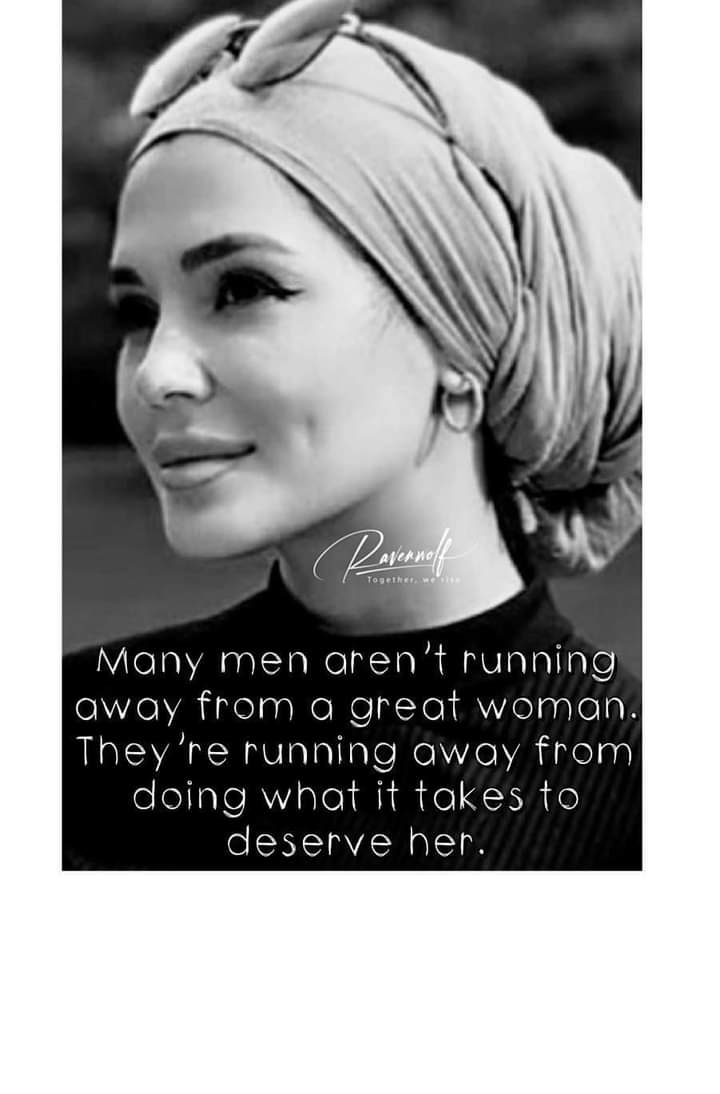 Ravenwolf
Together, we rise
Many men aren't running
away from a great woman.
They're running away from
doing what it takes to
deserve her.